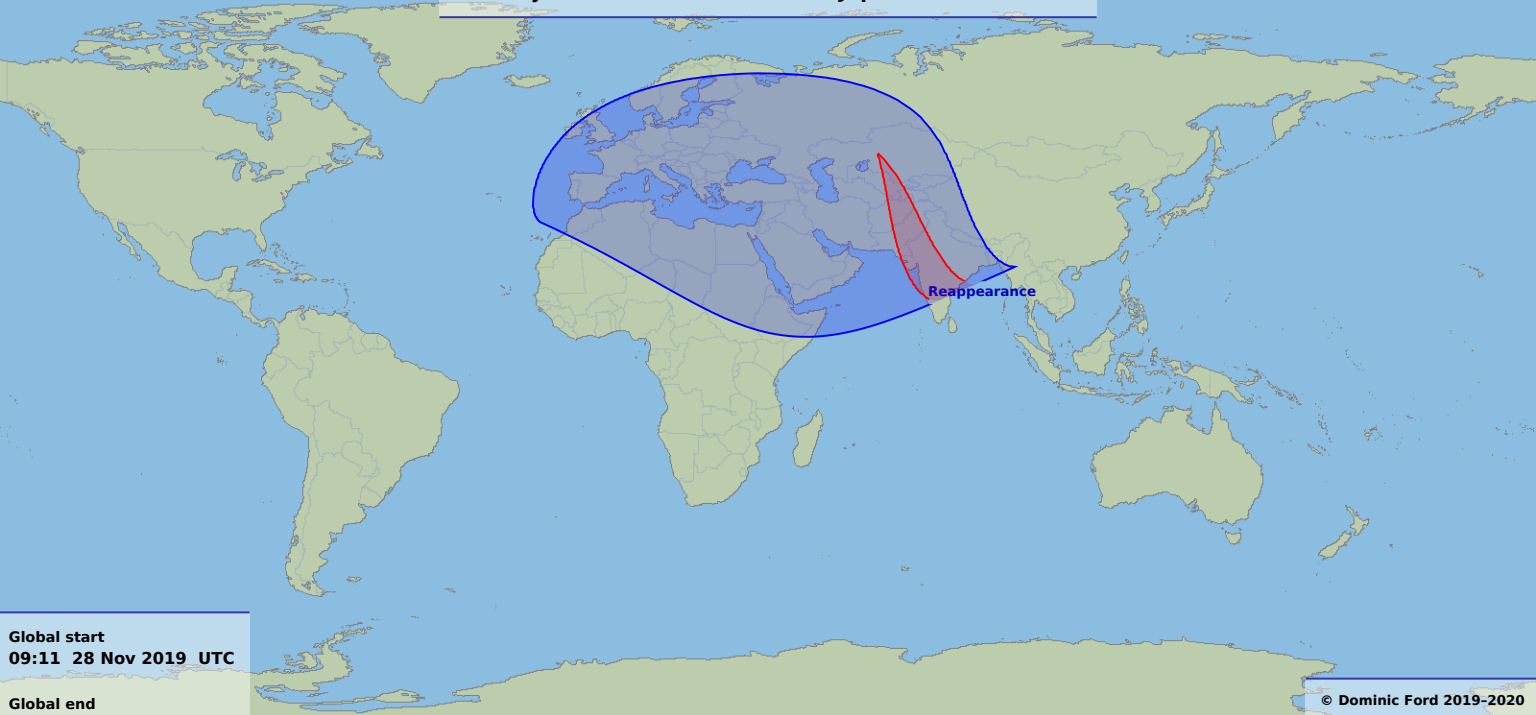 Reappearance
Global start
09:11 28 Nov 2019 UTC
Global end
© Dominic Ford 2019–2020